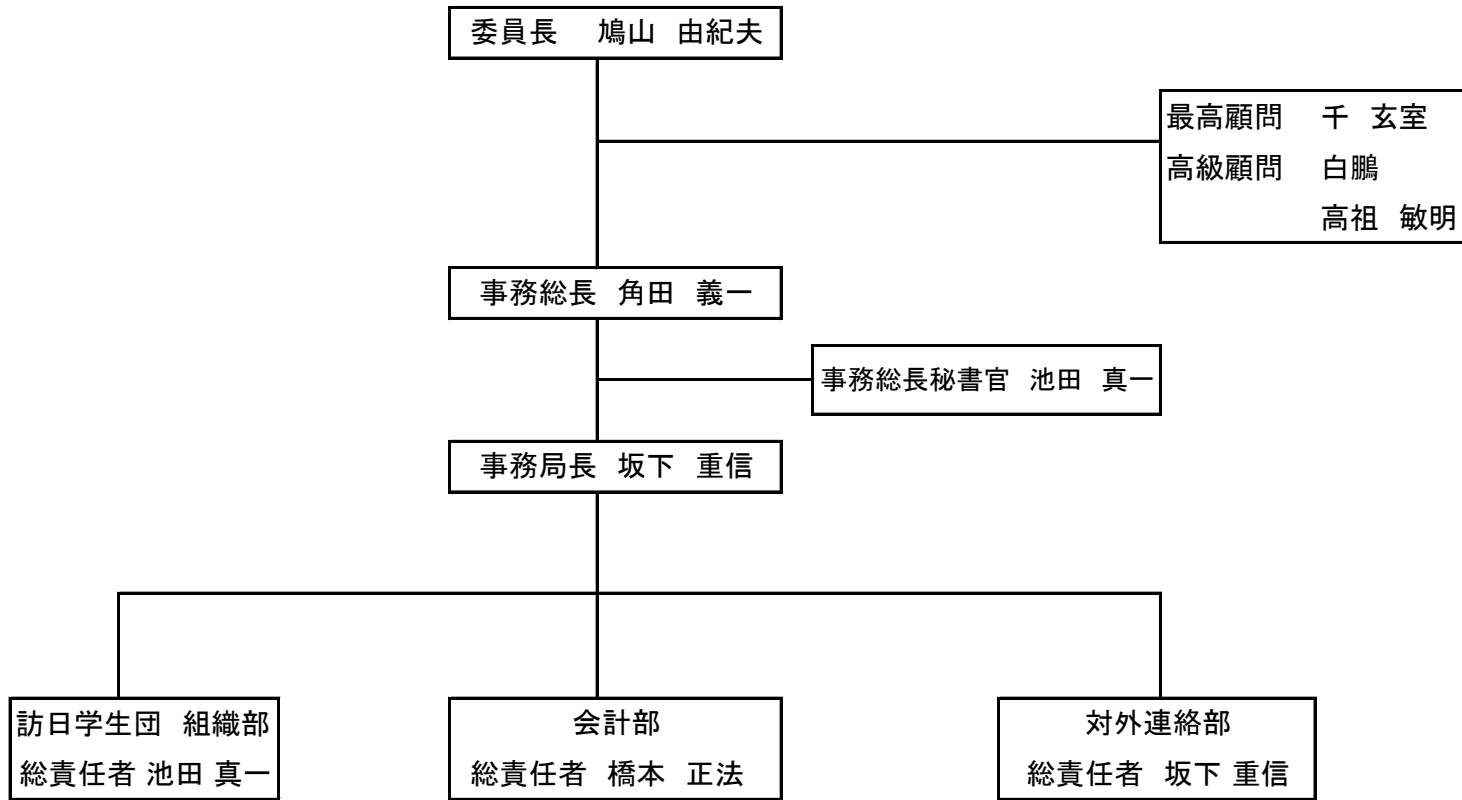 委員長 鳩山 由紀夫
最高顧問 千 玄室
高級顧問 白鵬
高祖 敏明
事務総長 角田 義一
事務総長秘書官 池田 真一
事務局長 坂下 重信
訪日学生団 組織部
総責任者 池田 真一
会計部
総責任者 橋本 正法
対外連絡部
総責任者 坂下 重信